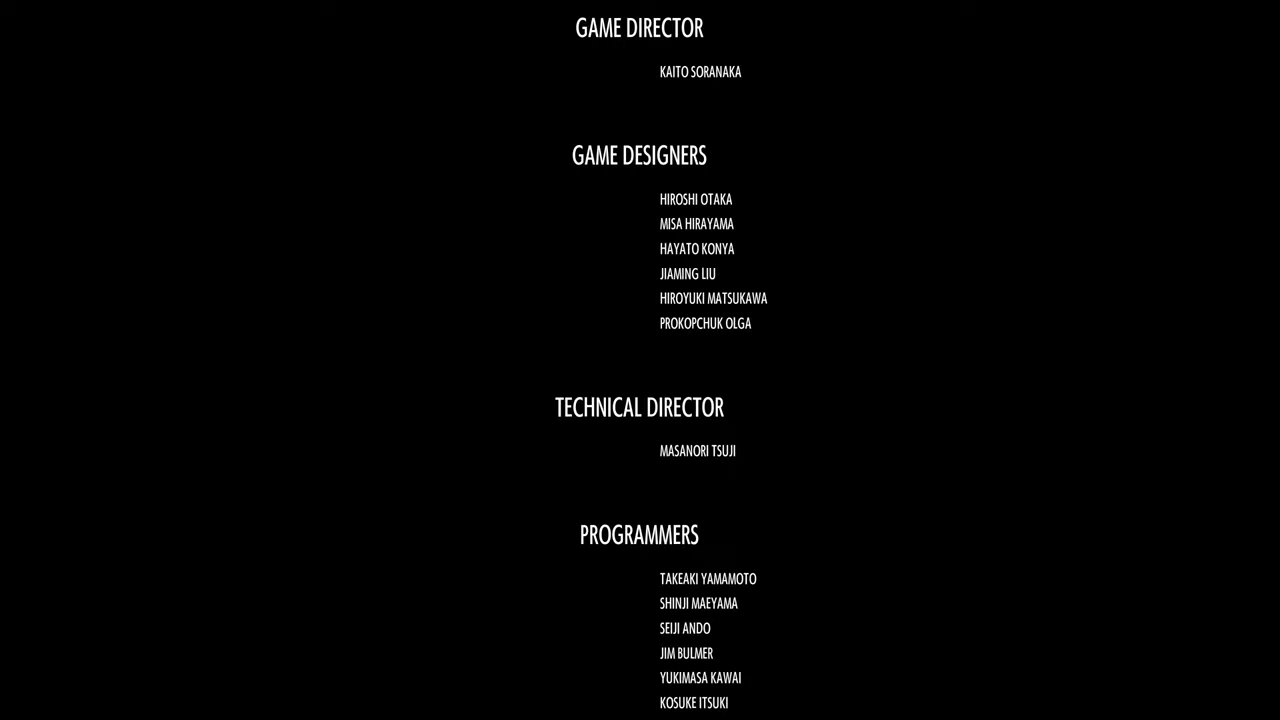 GAME DIRECTOR
KAITO SORANAKA
GAME DESIGNERS
HIROSHI OTAKA
MISA HIRAYAMA
HAYATO KONYA
JIAMING LIU
HIROYUKI MATSUKAWA
PROKOPCHUK OLGA
TECHNICAL DIRECTOR
MASANORI TSUJI
PROGRAMMERS
TAKEAKI YAMAMOTO
SHINJI MAEYAMA
SEIJI ANDO
JIM BULMER
YUKIMASA KAWAI
KOSUKE ITSUKI